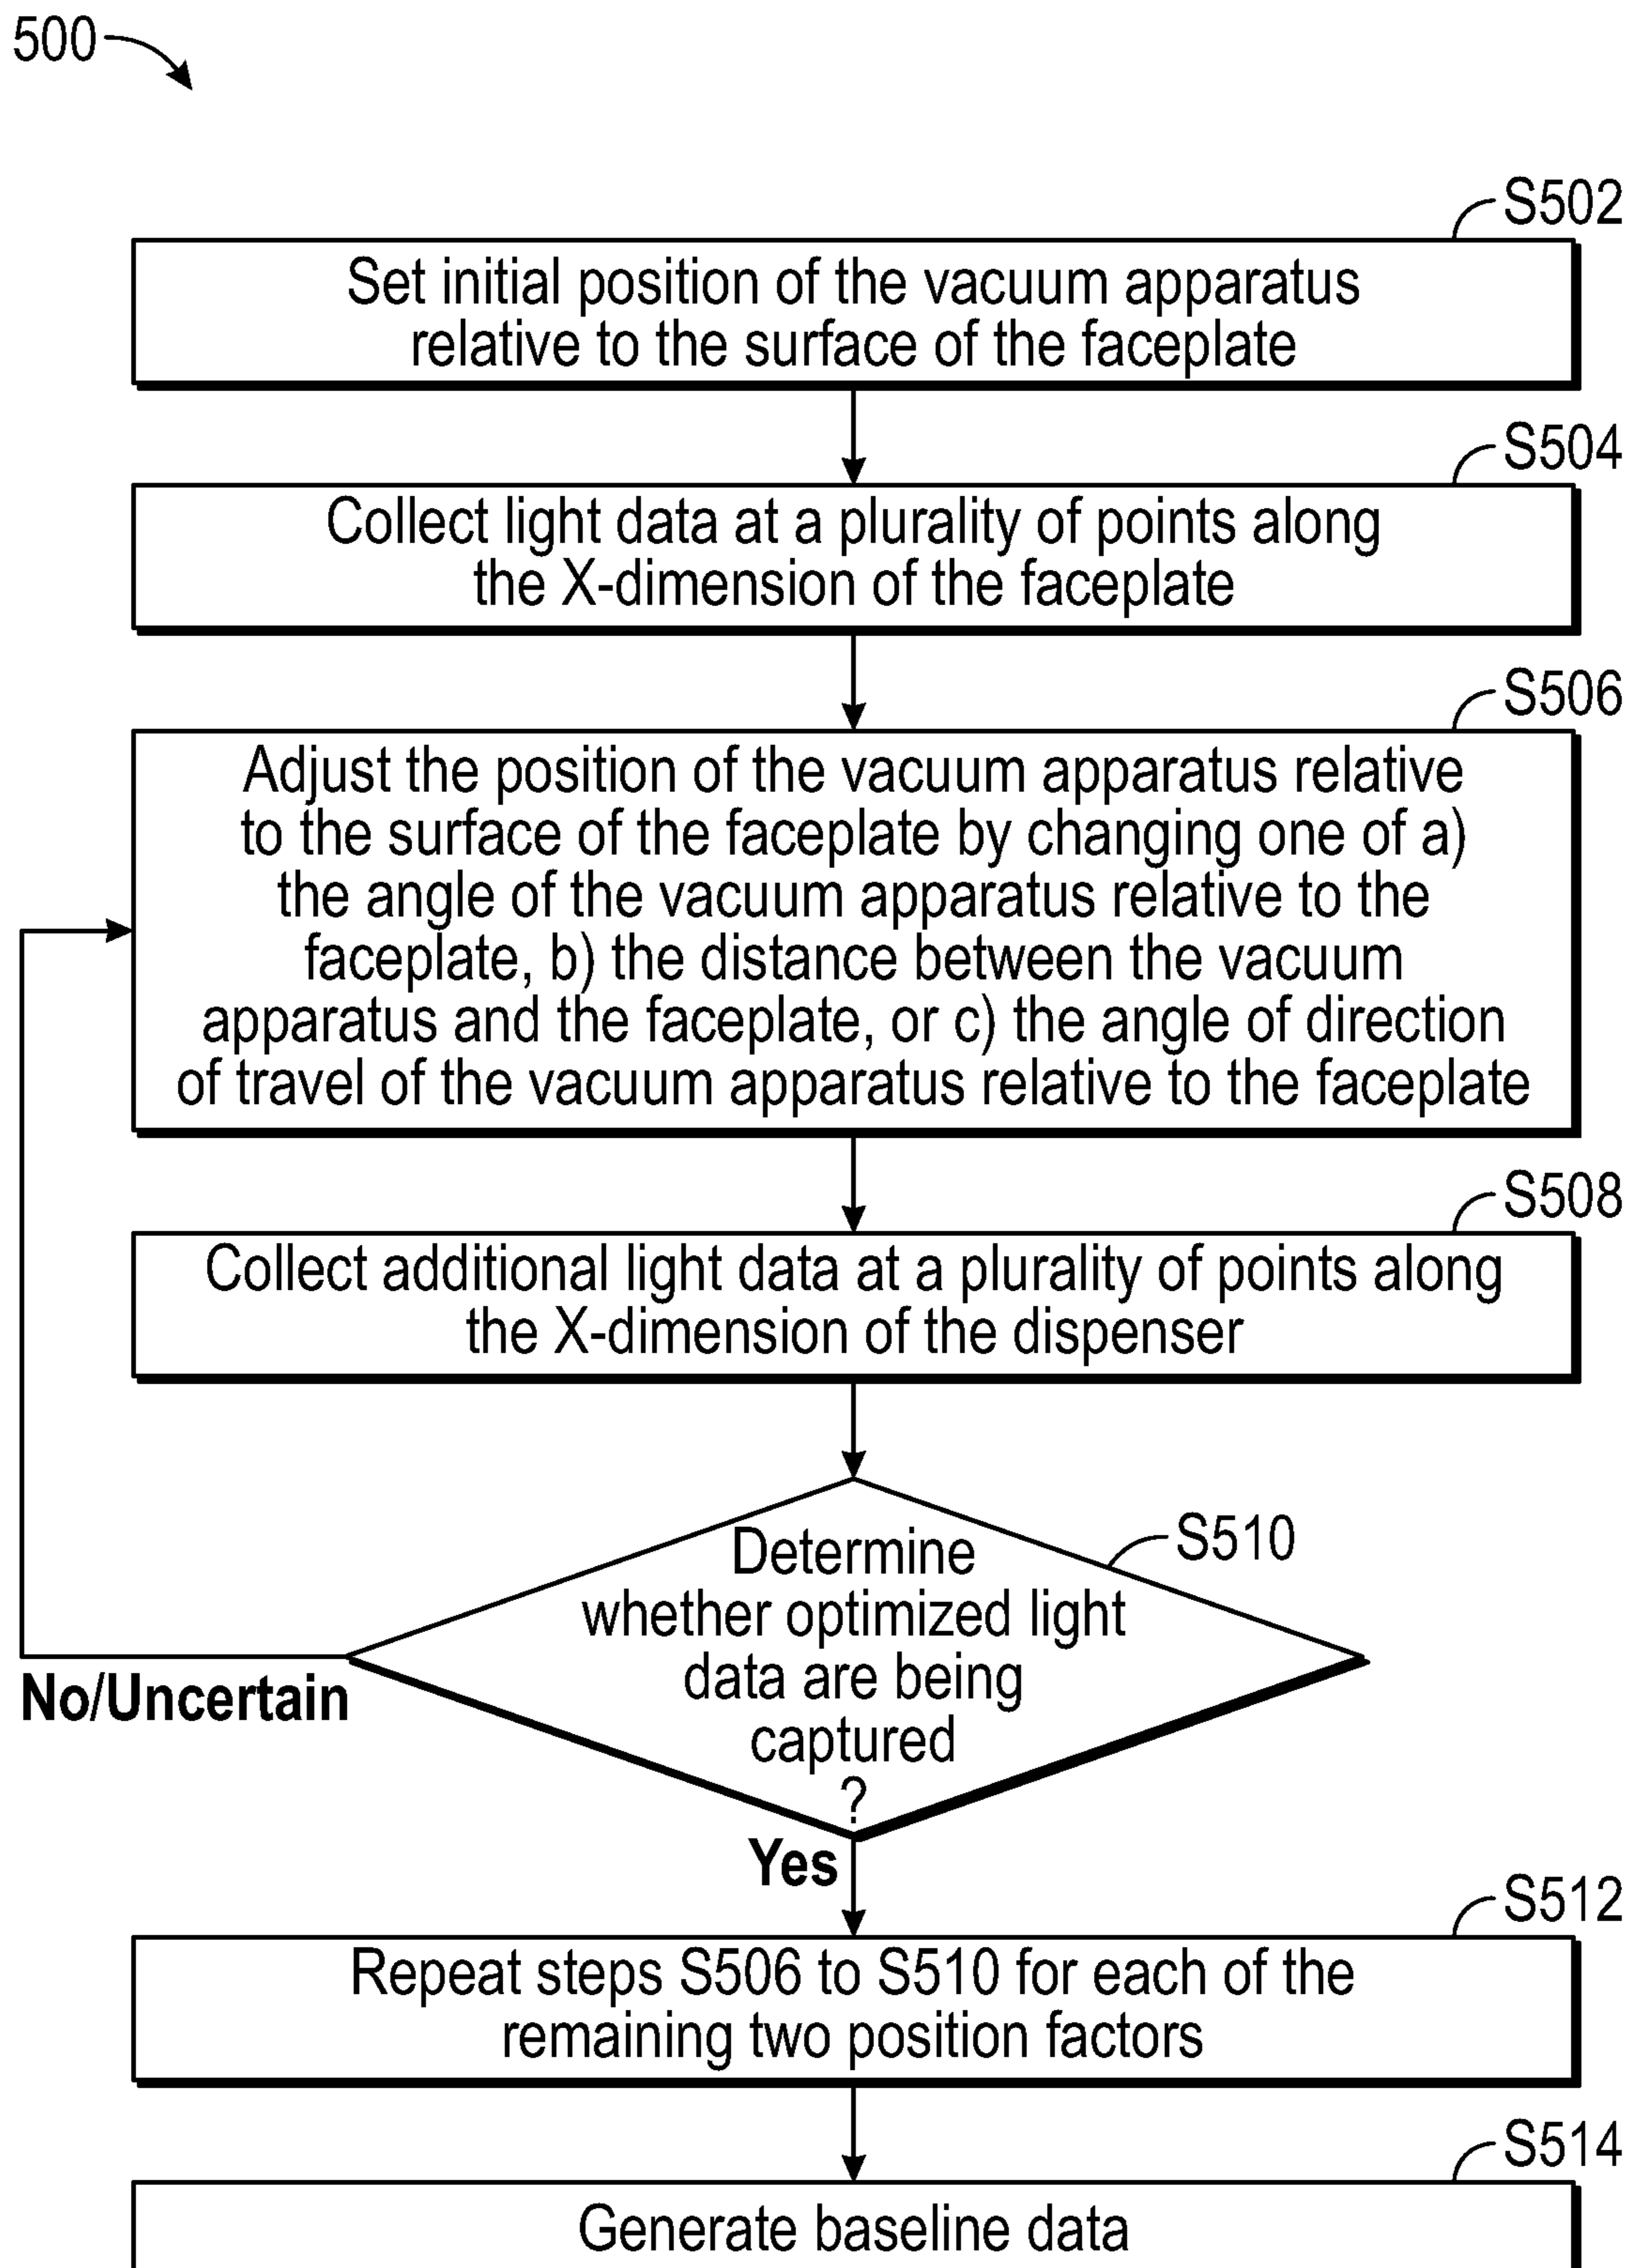 500
S502
Set initial position of the vacuum apparatus
relative to the surface of the faceplate
S504
Collect light data at a plurality of points along
the X-dimension of the faceplate
S506
Adjust the position of the vacuum apparatus relative
to the surface of the faceplate by changing one of a)
the angle of the vacuum apparatus relative to the
faceplate, b) the distance between the vacuum
apparatus and the faceplate, or c) the angle of direction
of travel of the vacuum apparatus relative to the faceplate
S508
Collect additional light data at a plurality of points along
the X-dimension of the dispenser
S510
Determine
whether optimized light
data are being
captured
?
No/Uncertain
Yes
S512
Repeat steps S506 to S510 for each of the
remaining two position factors
S514
Generate baseline data